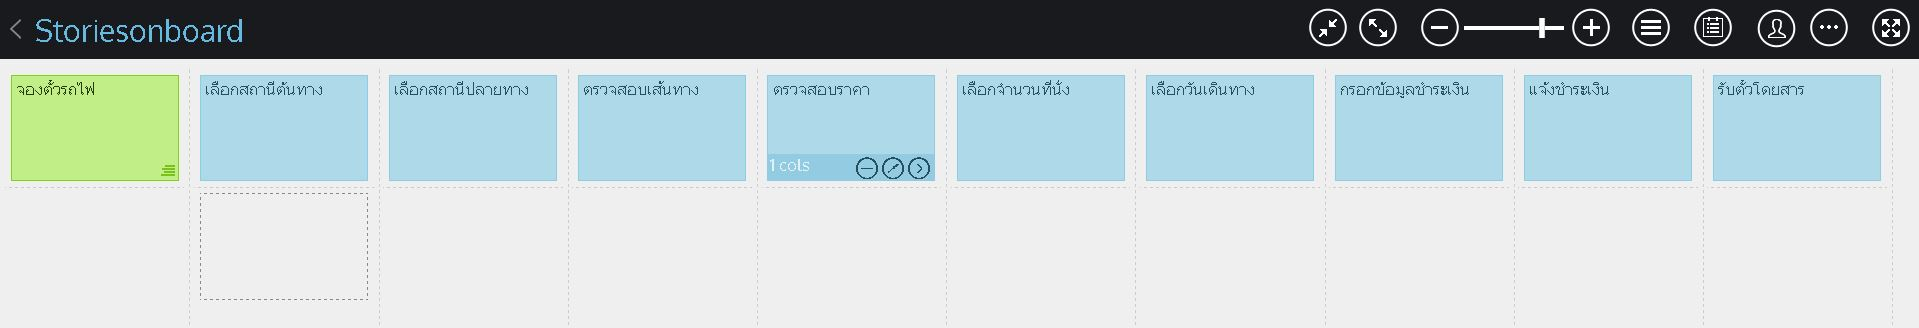 Storiesonboard
จองตั๋วรถไฟ
เลือกสถานีต้นทาง
เลือกสถานีปลายทาง
ตรวจสอบเส้นทาง
ตรวจสอบราคา
1 cols
เลือกจำนวนที่นั่ง
เลือกวันเดินทาง
กรอกข้อมูลชำระเงิน
แจ้งชำระเงิน
รับตั๋วโดยสาร